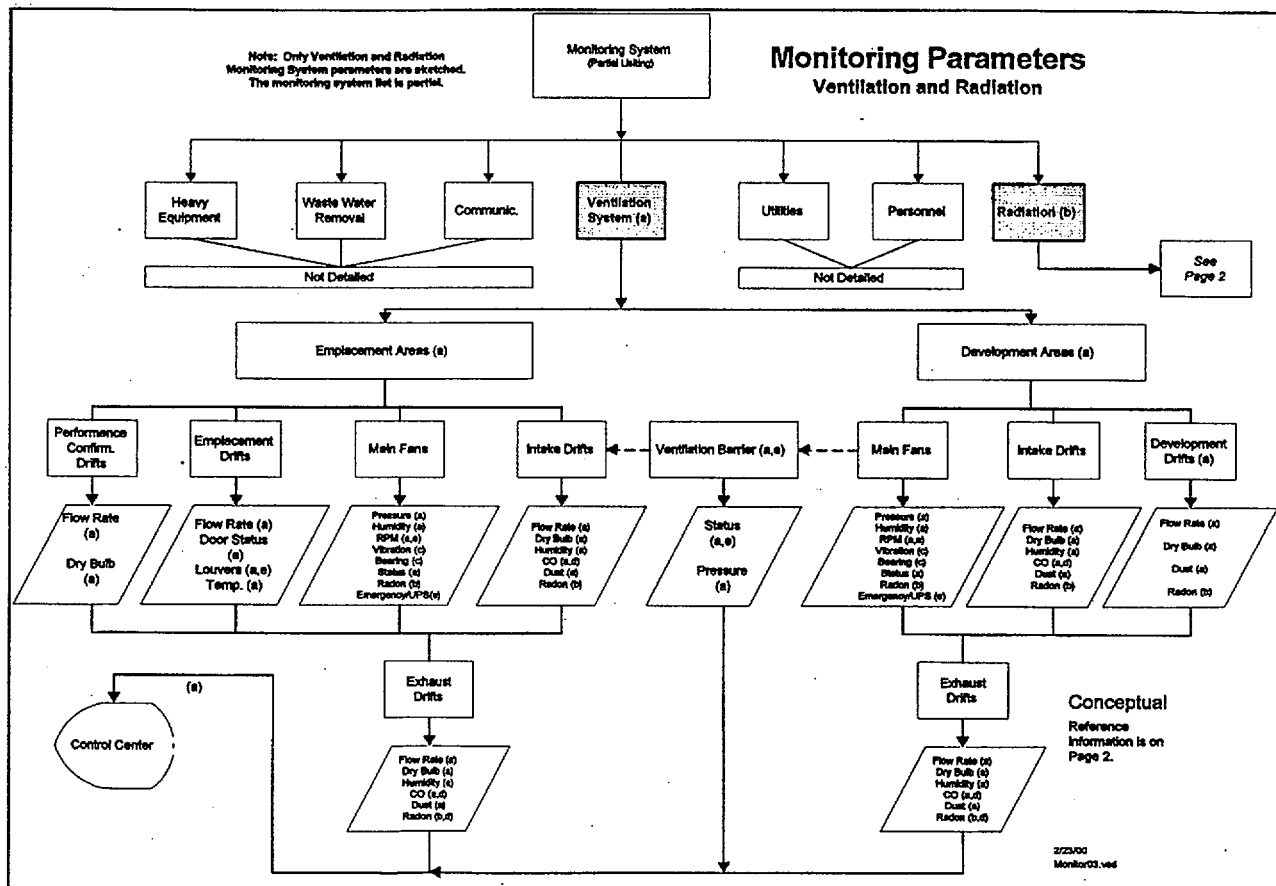 Note: Only Ventilation and Radiation
Monitoring System parameters are sketched.
The monitoring system list is partial.
Monitoring System
(Partial Listing)
Monitoring Parameters
Ventilation and Radiation
Heavy
Equipment
Waste Water
Removal
Communic.
Ventilation
System (a)
Utilities
Personnel
Radiation (b)
Not Detailed
Not Detailed
See
Page 2
Emplacement Areas (a)
Development Areas (a)
Performance
Confirm.
Drifts
Emplacement
Drifts
Main Fans
Intake Drifts
Ventilation Barrier (a,e)
Main Fans
Intake Drifts
Development
Drifts (a)
Flow Rate
(a)
Dry Bulb
(a)
Flow Rate (a)
Door Status
(a)
Louvers (a,e)
Temp. (a)
Pressure (a)
Humidity (a)
RPM (a,e)
Vibration (c)
Bearing (c)
Status (a)
Radon (b)
Emergency/UPS(e)
Flow Rate (a)
Dry Bulb (a)
Humidity (a)
CO (a,d)
Dust (a)
Radon (b)
Status
(a,e)
Pressure
(a)
Pressure (a)
Humidity (a)
RPM (a,e)
Vibration (c)
Bearing (c)
Status (a)
Radon (b)
Emergency/UPS (e)
Flow Rate (a)
Dry Bulb (a)
Humidity (a)
CO (a,d)
Dust (a)
Radon (b)
Flow Rate (a)
Dry Bulb (a)
Dust (a)
Radon (b)
(a)
Control Center
Exhaust
Drifts
Exhaust
Drifts
Flow Rate (a)
Dry Bulb (a)
Humidity (a)
CO (a,d)
Dust (a)
Radon (b,d)
Flow Rate (a)
Dry Bulb (a)
Humidity (a)
CO (a,d)
Dust (a)
Radon (b,d)
Conceptual
Reference
Information is on
Page 2.
2/23/00
Monitor03.vsd